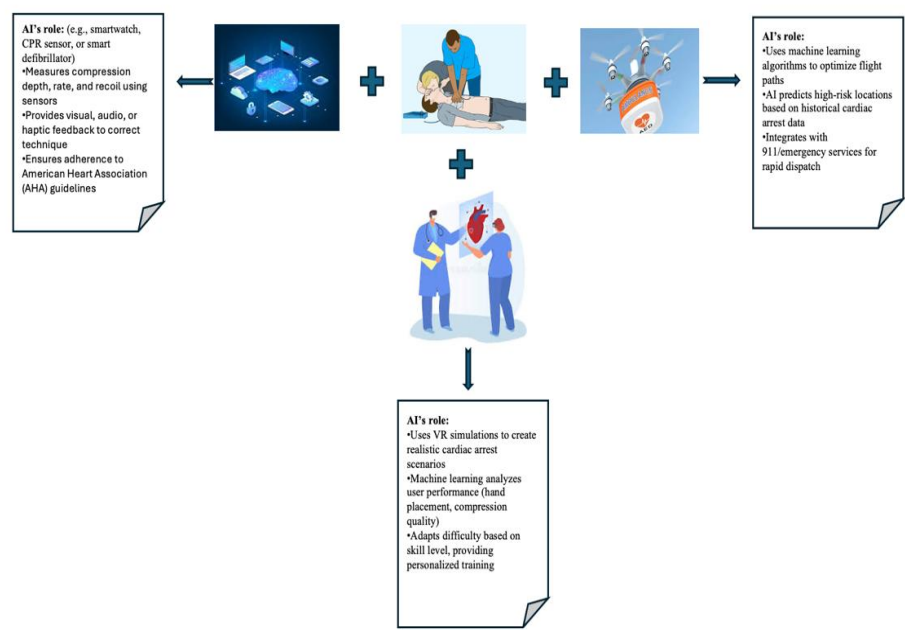 AI's role: (e.g., smartwatch,
CPR sensor, or smart
defibrillator)
•Measures compression
depth, rate, and recoil using
sensors
•Provides visual, audio, or
haptic feedback to correct
technique
•Ensures adherence to
American Heart Association
(AHA) guidelines
AED
AI's role:
•Uses machine learning
algorithms to optimize flight
paths
•AI predicts high-risk locations
based on historical cardiac
arrest data
•Integrates with
911/emergency services for
rapid dispatch
AI's role:
•Uses VR simulations to create
realistic cardiac arrest
scenarios
•Machine learning analyzes
user performance (hand
placement, compression
quality)
•Adapts difficulty based on
skill level, providing
personalized training